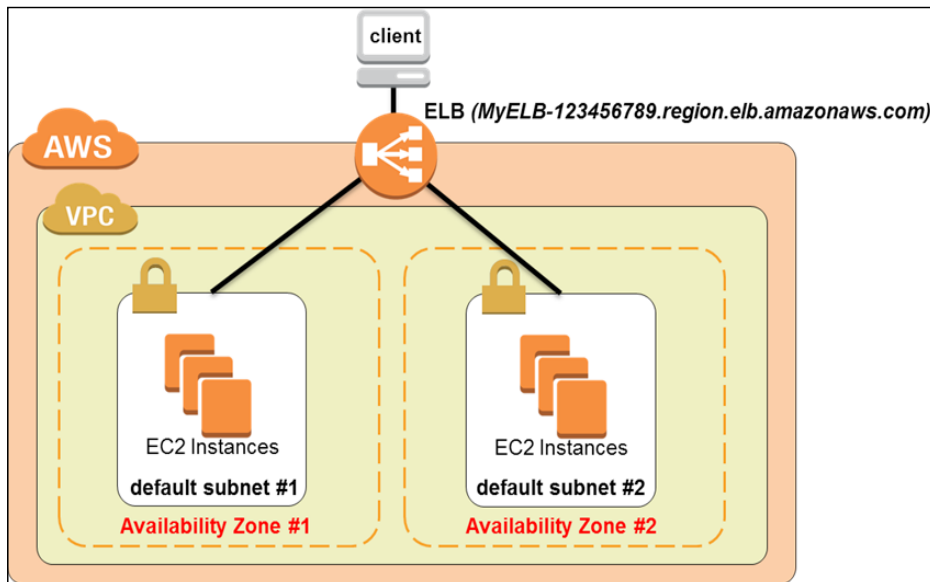 client
ELB (MyELB-123456789.region.elb.amazonaws.com)
AWS
VPC
EC2 Instances
default subnet #1
Availability Zone #1
EC2 Instances
default subnet #2
Availability Zone #2